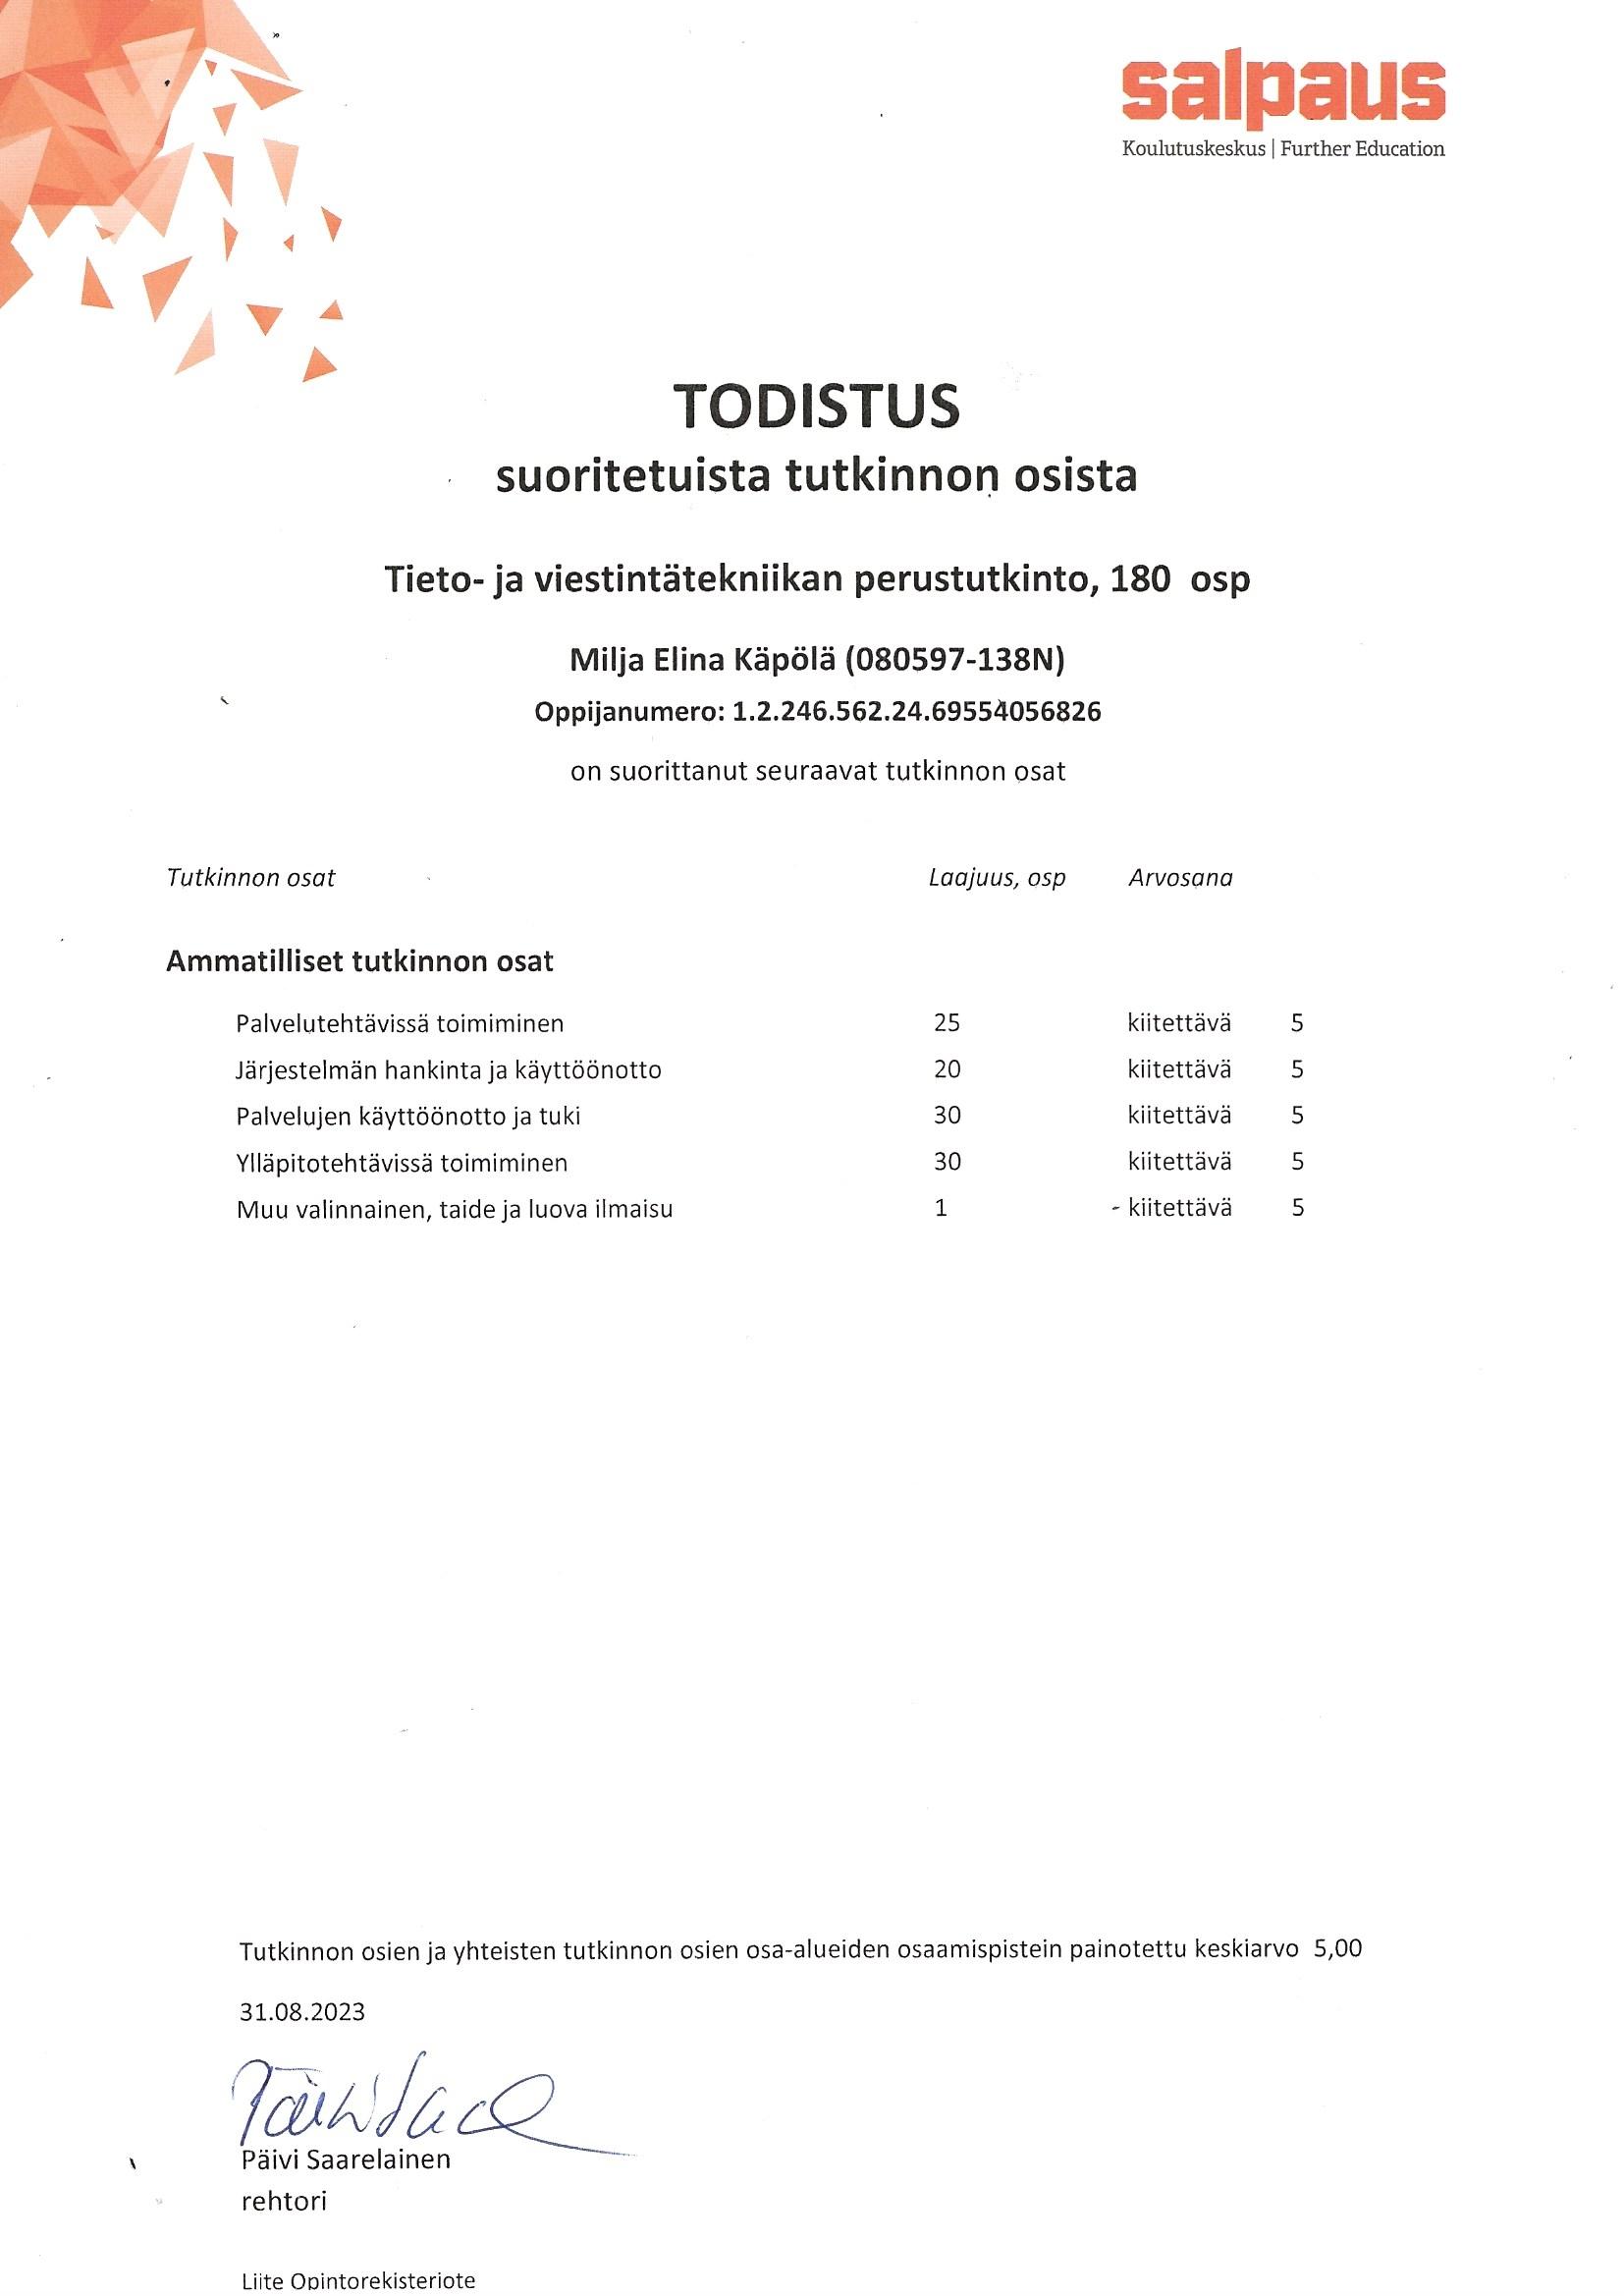 salpaus
Koulutuskeskus | Further Education
TODISTUS
suoritetuista tutkinnon osista
Tieto- ja viestintätekniikan perustutkinto, 180 osp
Milja Elina Käpölä (080597-138N)
Oppijanumero: 1.2.246.562.24.69554056826
on suorittanut seuraavat tutkinnon osat
Tutkinnon osat Laajuus, osp Arvosana
Ammatilliset tutkinnon osat
Palvelutehtävissä toimiminen 25 kiitettävä 5
Järjestelmän hankinta ja käyttöönotto 20 kiitettävä 5
Palvelujen käyttöönotto ja tuki 30 kiitettävä 5
Ylläpitotehtävissä toimiminen 30 kiitettävä 5
Muu valinnainen, taide ja luova ilmaisu 1 kiitettävä 5
Tutkinnon osien ja yhteisten tutkinnon osien osa-alueiden osaamispistein painotettu keskiarvo 5,00
31.08.2023
Päivi Saarelainen
rehtori
Liite Opintorekisteriote